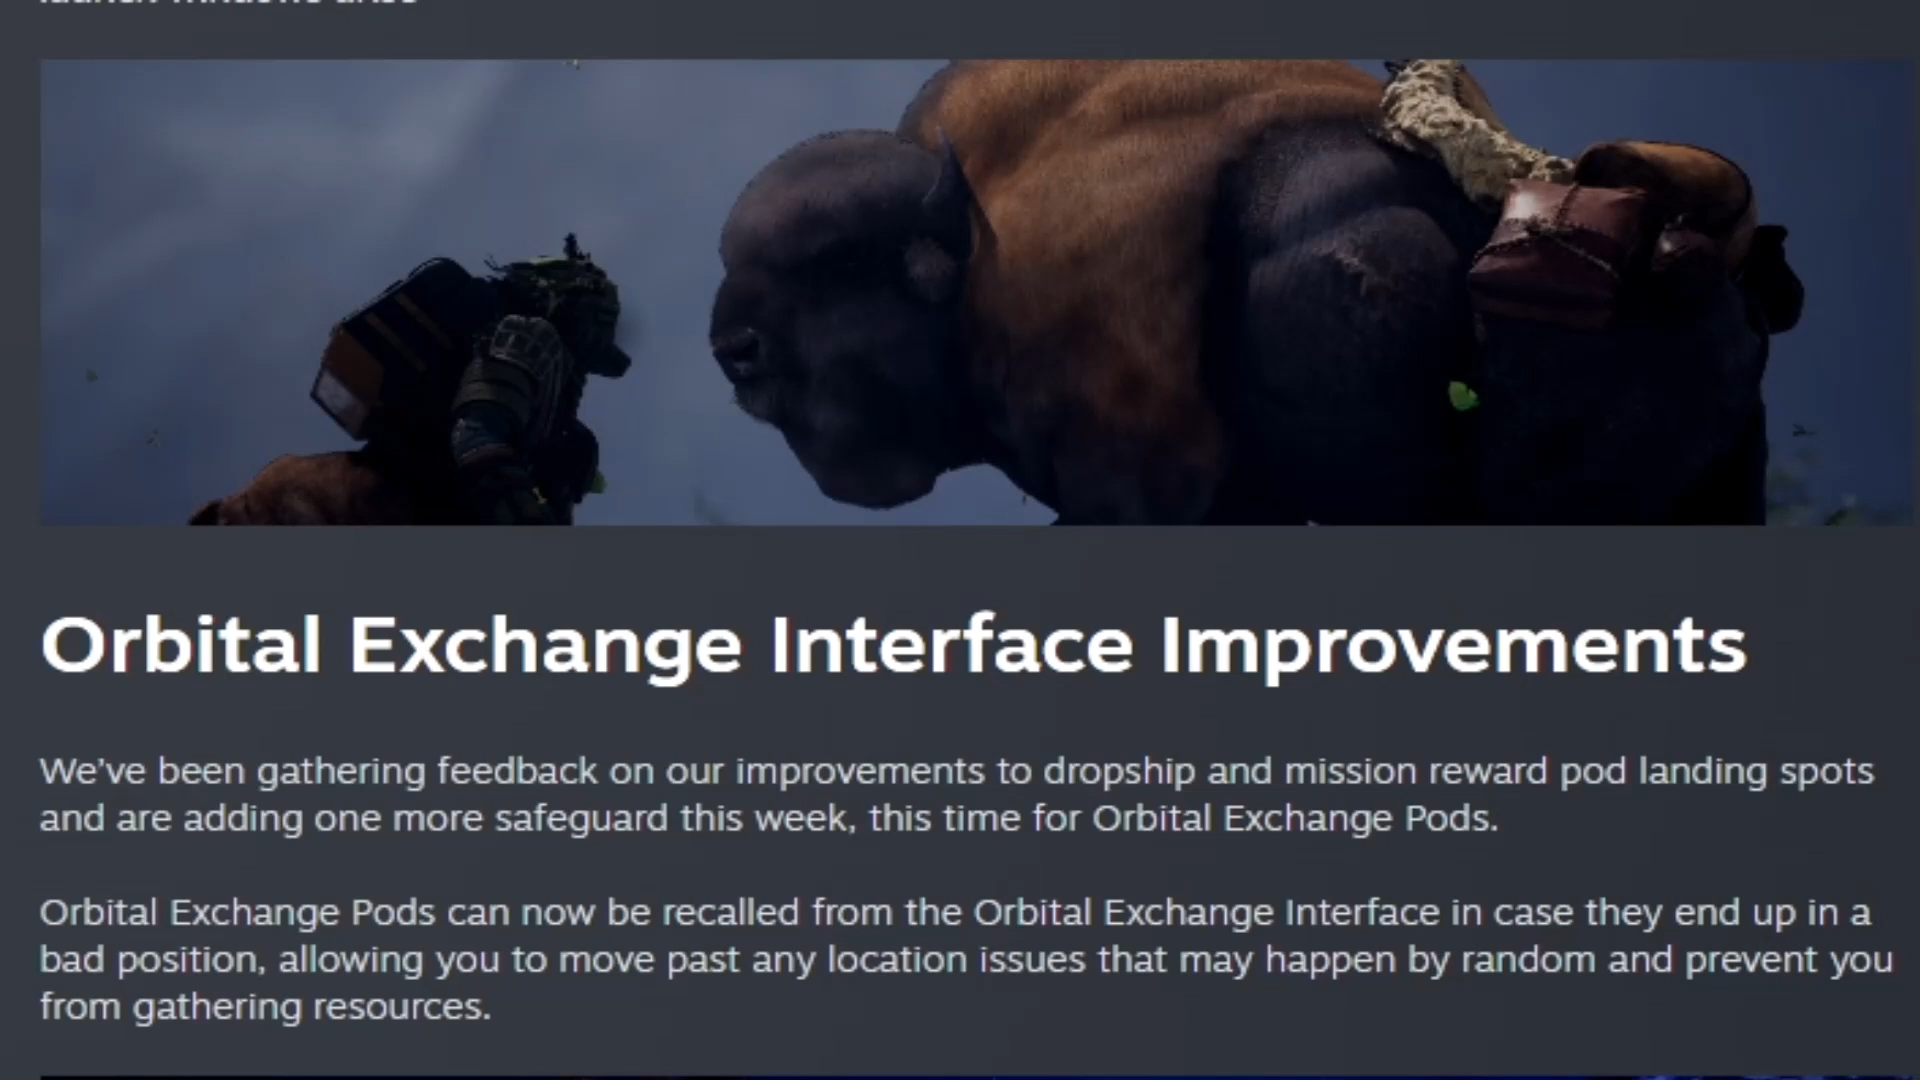 Orbital Exchange Interface Improvements
We've been gathering feedback on our improvements to dropship and mission reward pod landing spots
and are adding one more safeguard this week, this time for Orbital Exchange Pods.
Orbital Exchange Pods can now be recalled from the Orbital Exchange Interface in case they end up in a
bad position, allowing you to move past any location issues that may happen by random and prevent you
from gathering resources.